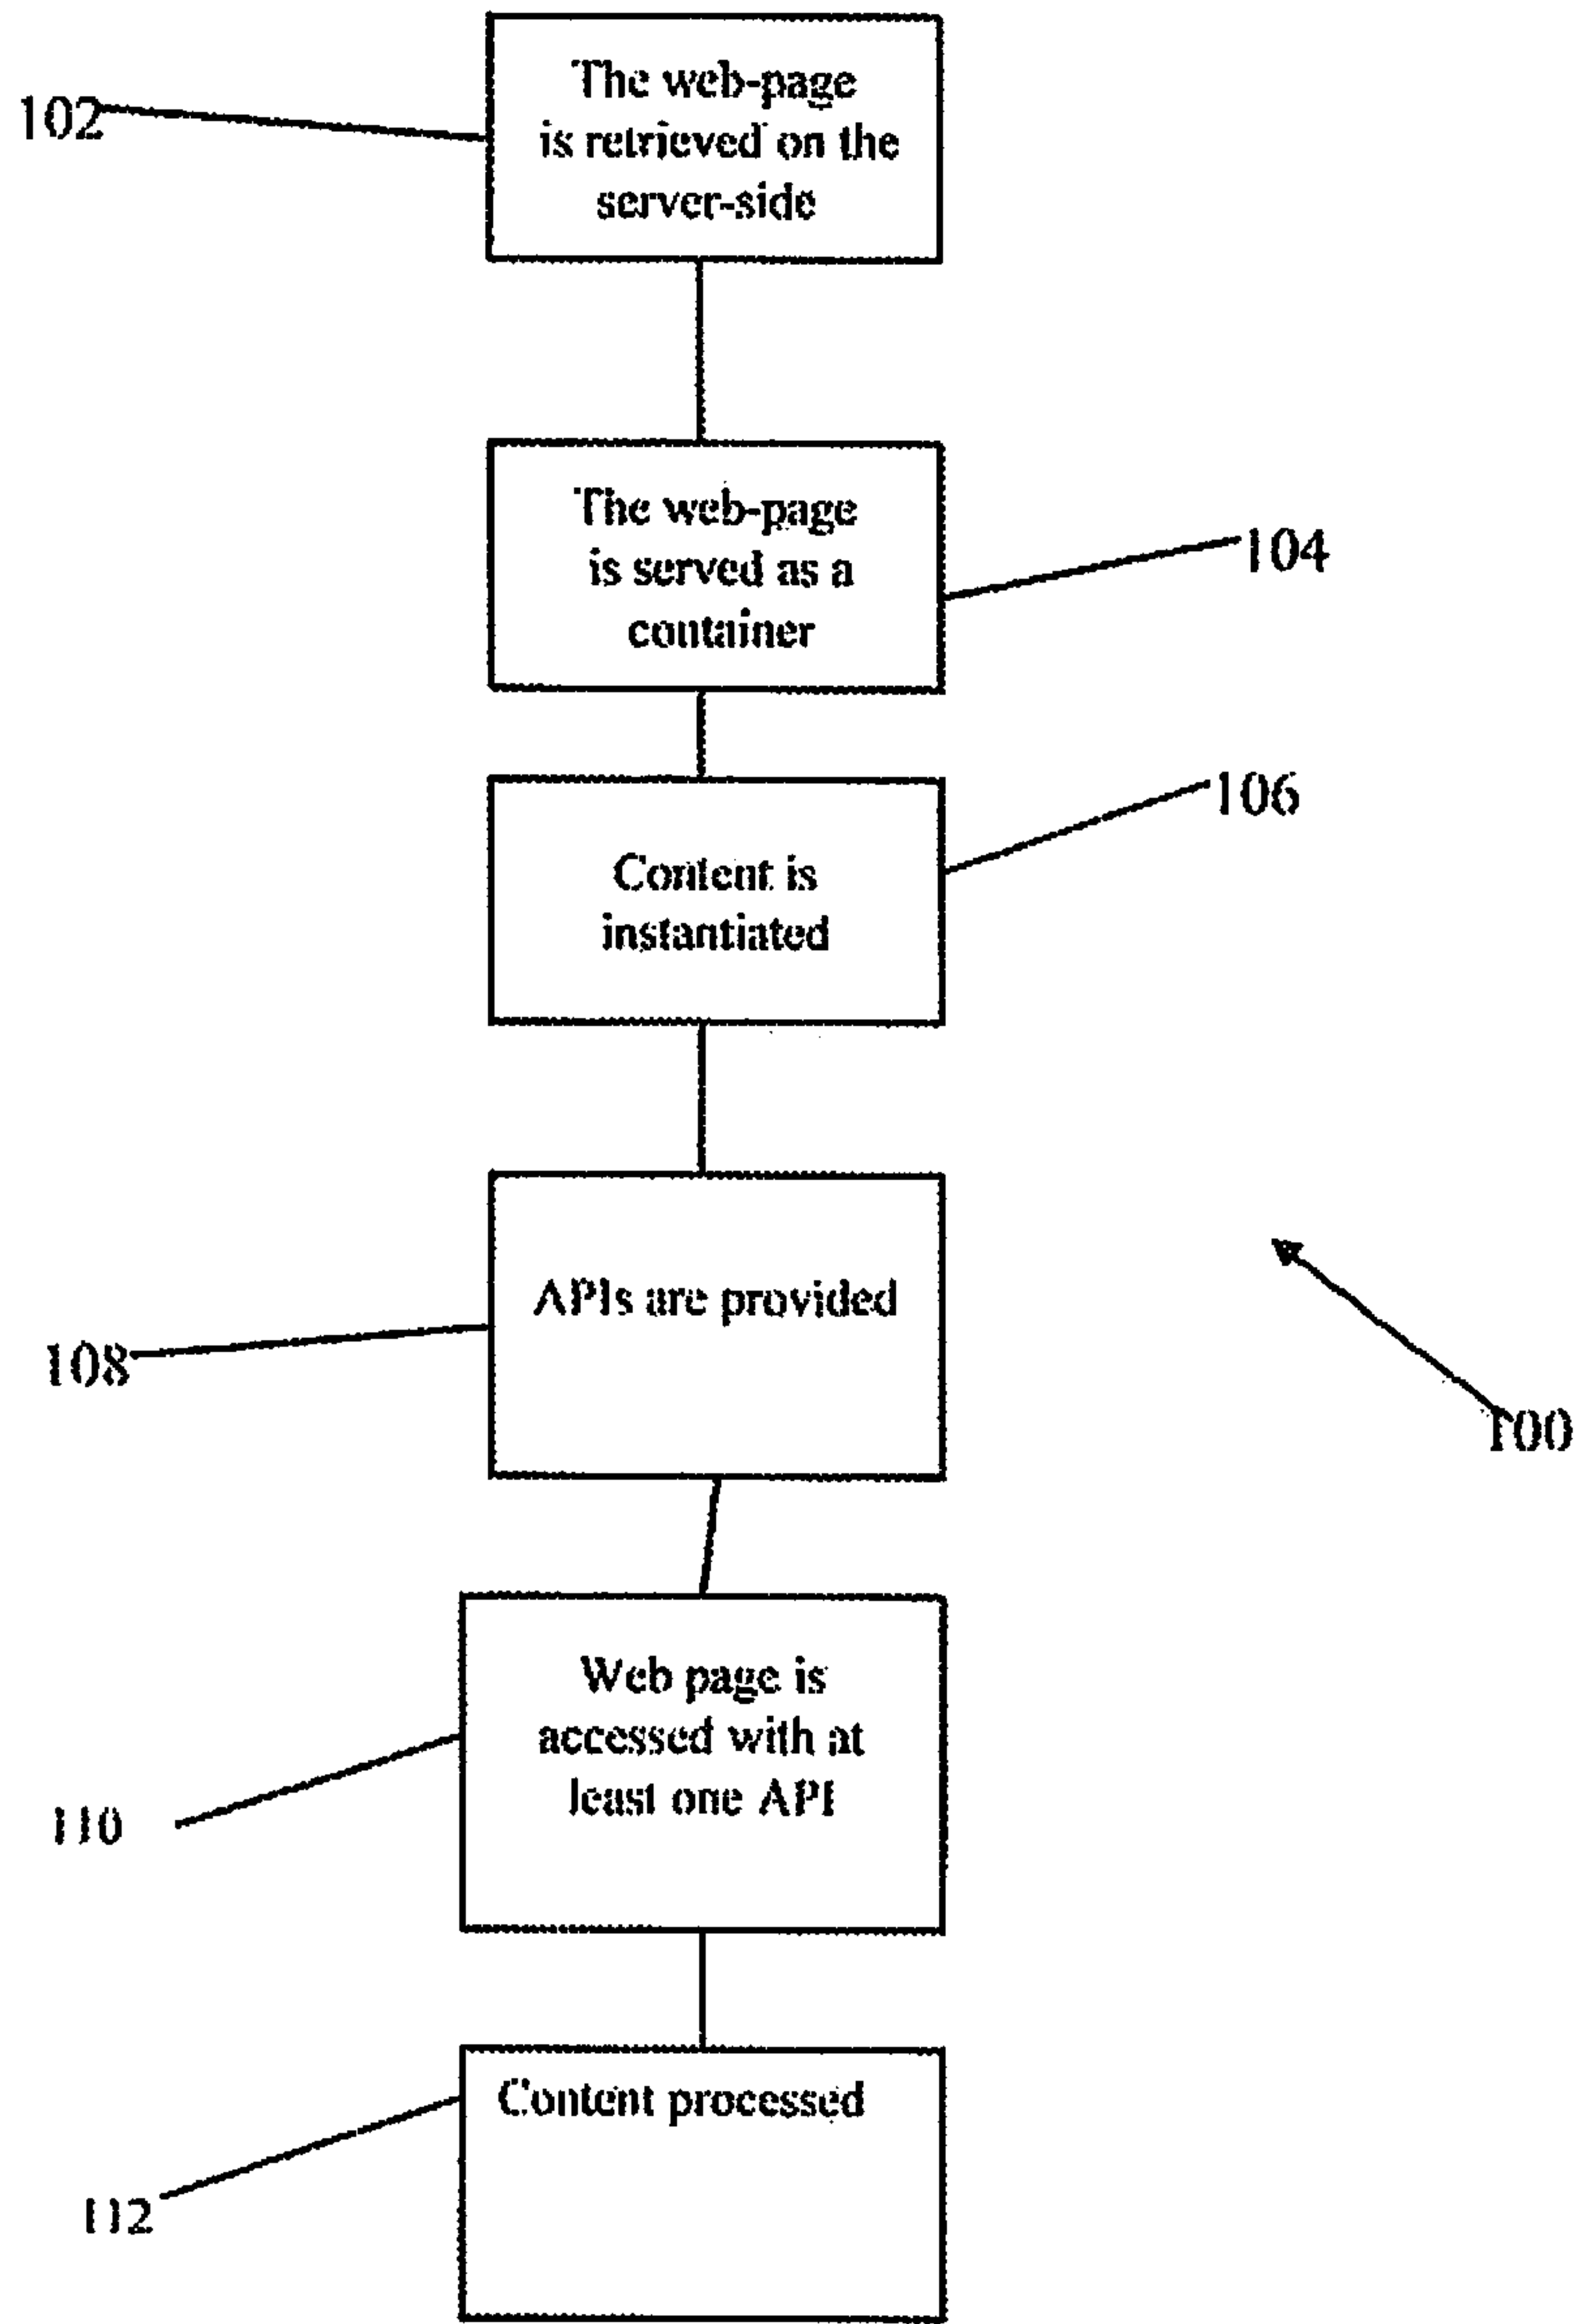 102
The web-page
is retrieved on the
server-side
The web-page
is served as a
container
104
106
Content is
instantiated
APIs are provided
108
100
Web page is
accessed with at
least one API
110
Content processed
112